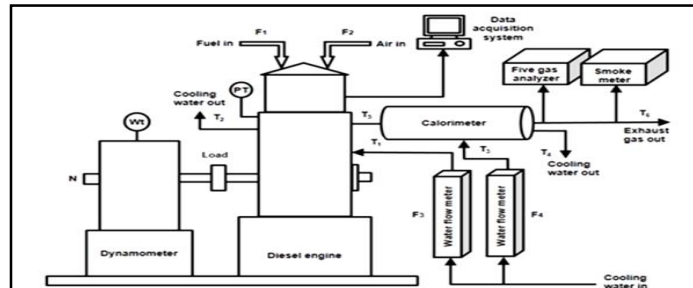 F1
F2
Fuel in
Air in
Data
acquisition
system
Five gas
analyzer
Smoke
meter
Cooling
water out
T2
PT
T5
Calorimeter
T6
Exhaust
gas out
Wt
T1
T3
T4
Cooling
water out
Load
N
F3
Water flow meter
Water flow meter
F4
Dynamometer
Diesel engine
Cooling
water in